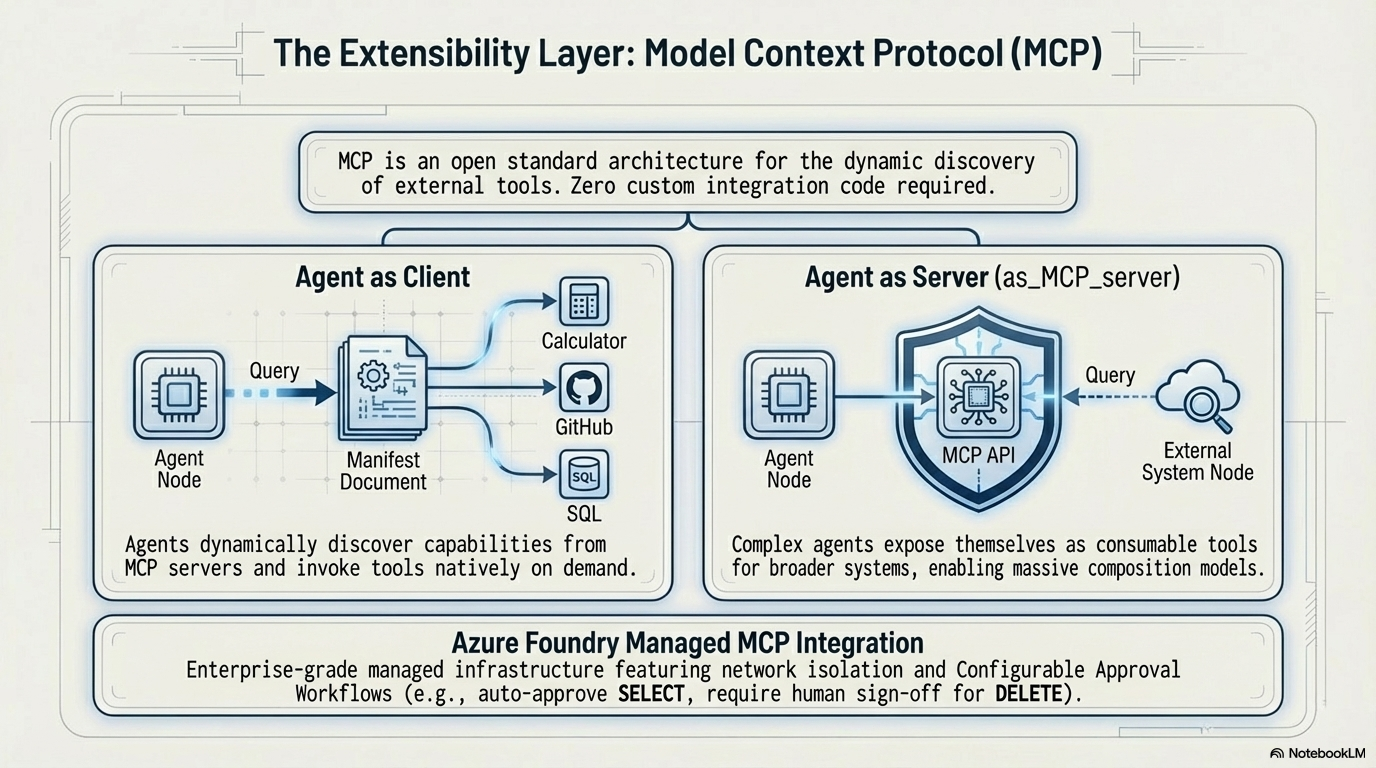 The Extensibility Layer: Model Context Protocol (MCP)
MCP is an open standard architecture for the dynamic discovery
of external tools. Zero custom integration code required.
Agent as Client
Query
Agent
Node
Manifest
Document
Calculator
GitHub
SQL
SQL
Agents dynamically discover capabilities from
MCP servers and invoke tools natively on demand.
Agent as Server (as_MCP_server)
Agent
Node
MCP API
Query
External
System Node
Complex agents expose themselves as consumable tools
for broader systems, enabling massive composition models.
Azure Foundry Managed MCP Integration
Enterprise-grade managed infrastructure featuring network isolation and Configurable Approval
Workflows (e.g., auto-approve SELECT, require human sign-off for DELETE).
NotebookLM